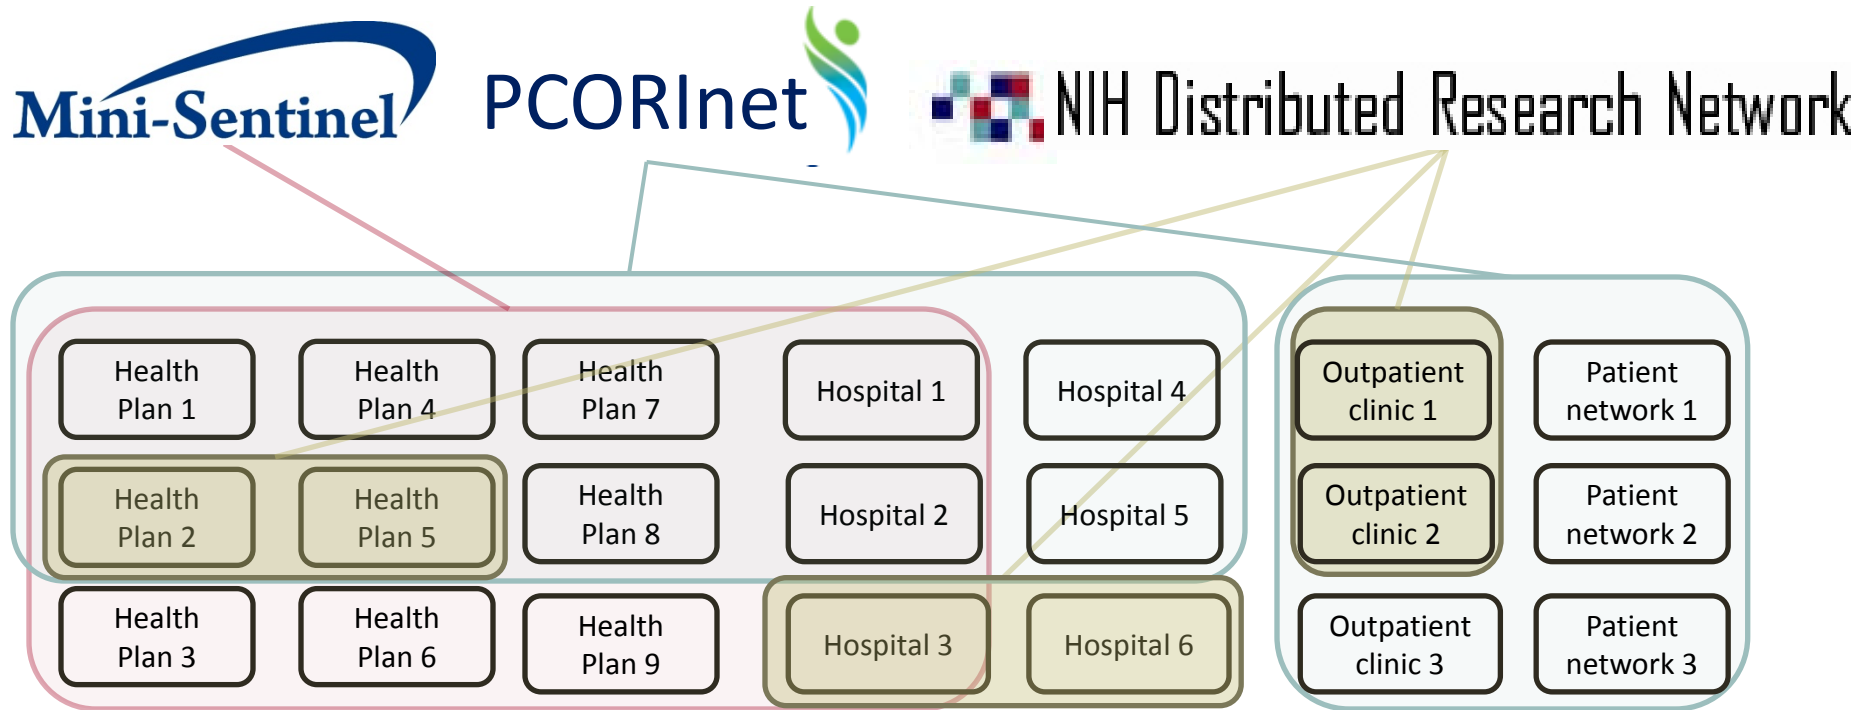 Mini-Sentinel
PCORInet
NIH Distributed Research Network
Health
Plan 1
Health
Plan 4
Health
Plan 7
Hospital 1
Hospital 4
Outpatient
clinic 1
Patient
network 1
Health
Plan 2
Health
Plan 5
Health
Plan 8
Hospital 2
Hospital 5
Outpatient
clinic 2
Patient
network 2
Health
Plan 3
Health
Plan 6
Health
Plan 9
Hospital 3
Hospital 6
Outpatient
clinic 3
Patient
network 3